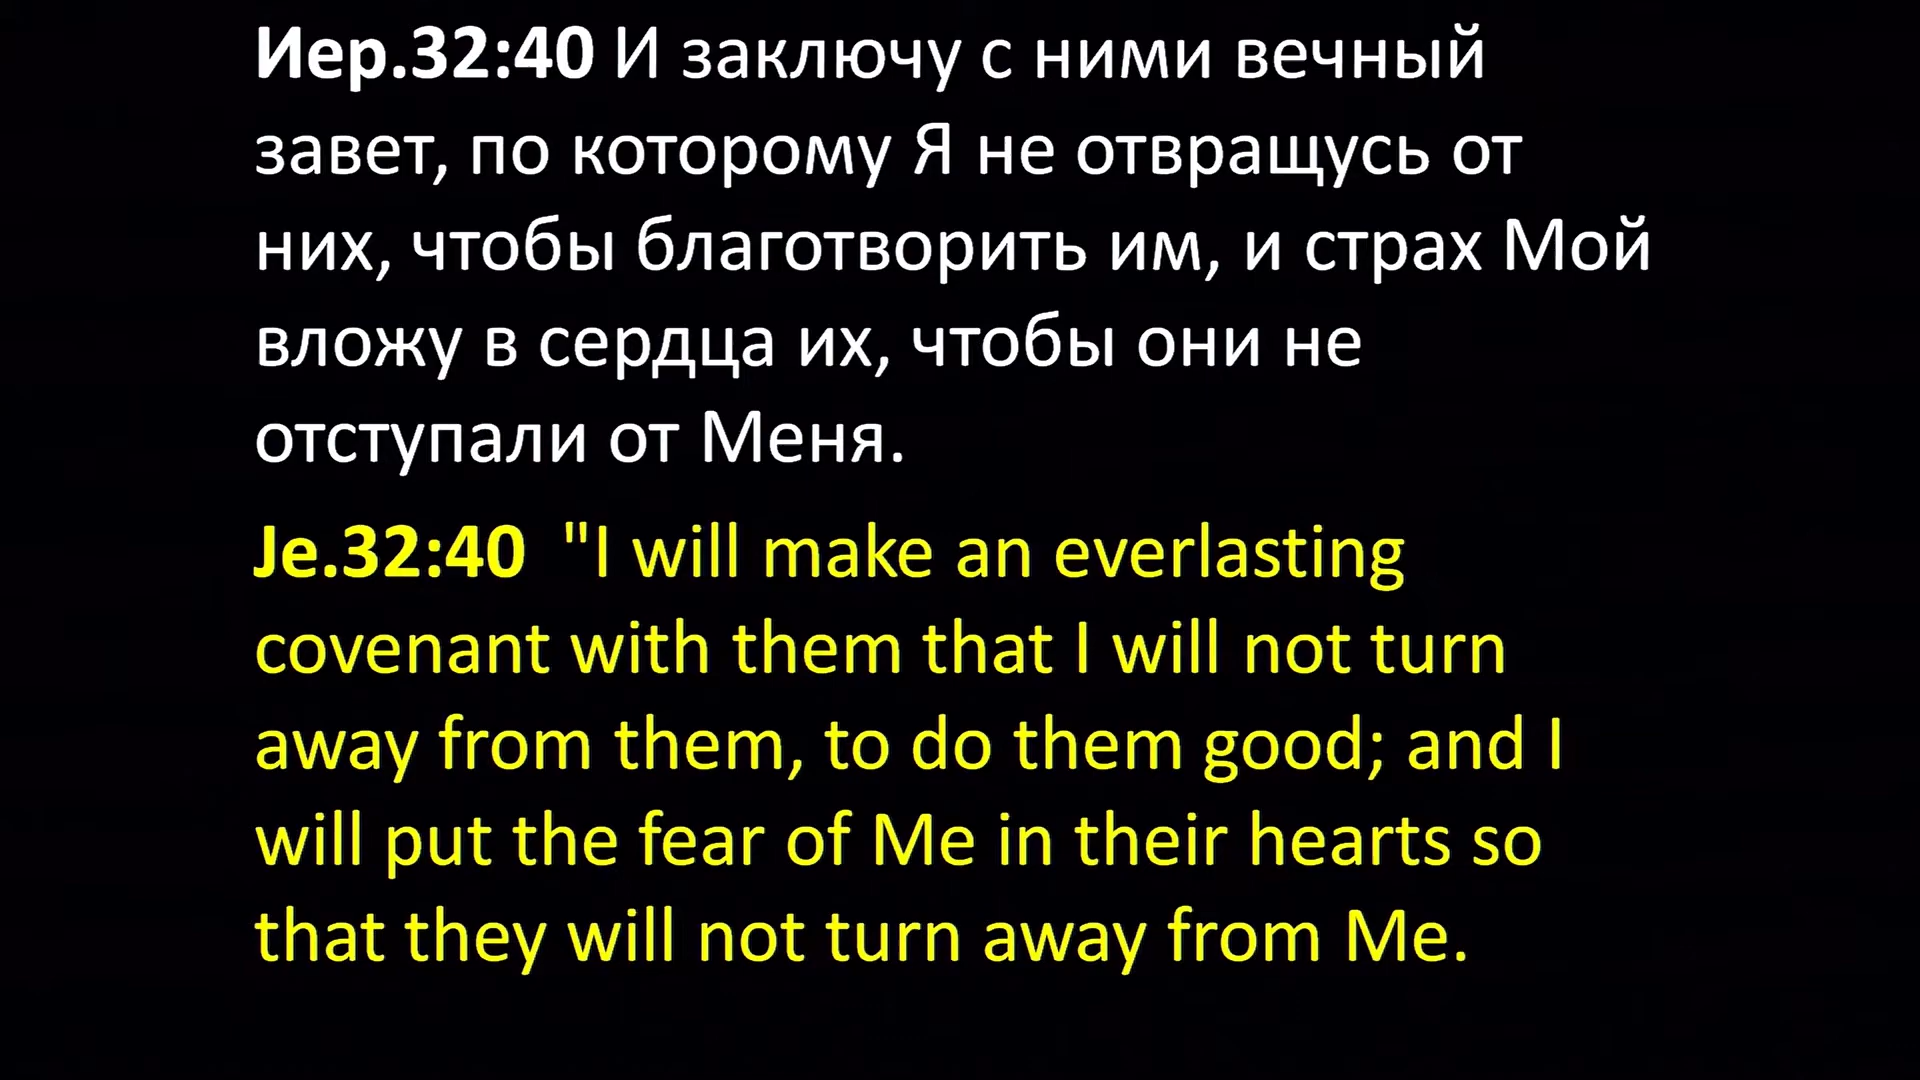 Иер.32:40 И заключу с ними вечный
завет, по которому Я не отвращусь от
них, чтобы благотворить им, и страх Мой
вложу в сердца их, чтобы они не
отступали от Меня.
Je.32:40 "I will make an everlasting
covenant with them that I will not turn
away from them, to do them good; and I
will put the fear of Me in their hearts so
that they will not turn away from Me.